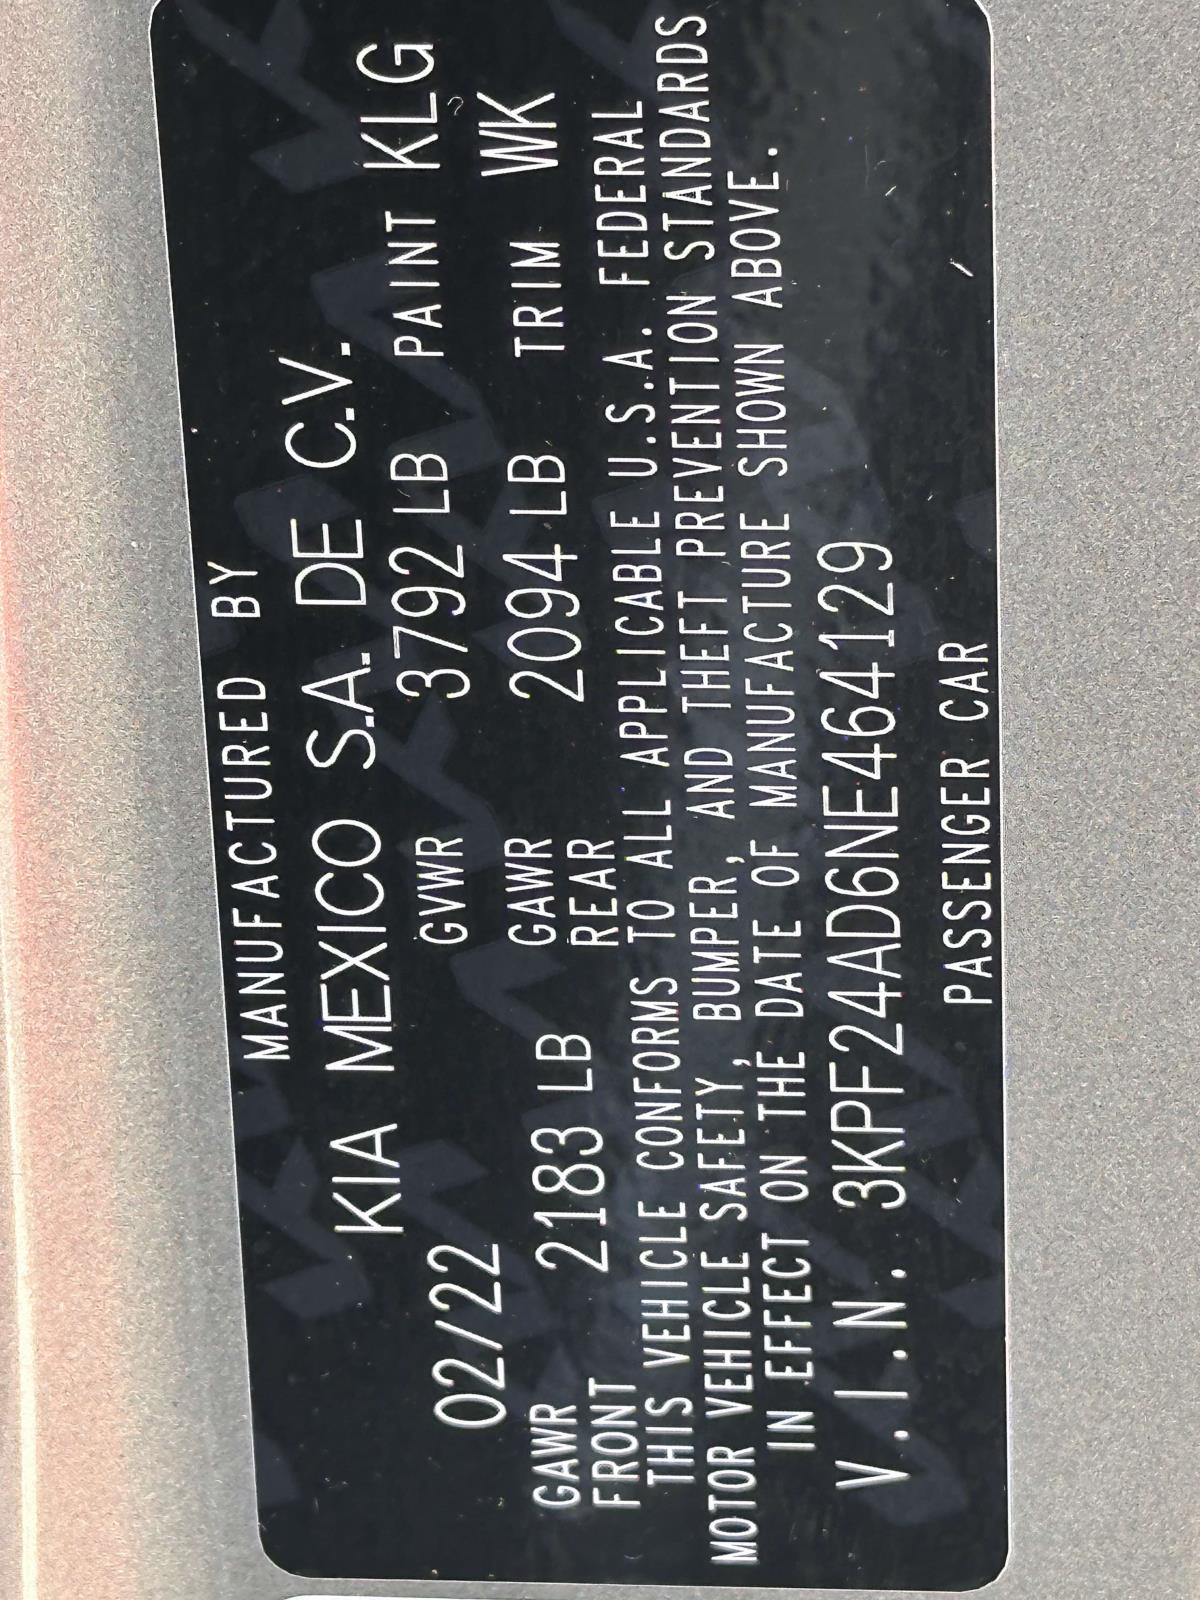 MANUFACTURED BY
KIA MEXICO S.A. DE C.V.
02/22 GVWR 3792 LB PAINT KLG
GAWR FRONT 2183 LB GAWR REAR 2094 LB TRIM WK
THIS VEHICLE CONFORMS TO ALL APPLICABLE U.S.A. FEDERAL
MOTOR VEHICLE SAFETY, BUMPER, AND THEFT PREVENTION STANDARDS
IN EFFECT ON THE DATE OF MANUFACTURE SHOWN ABOVE.
V.I.N. 3KPF24AD6NE464129
PASSENGER CAR